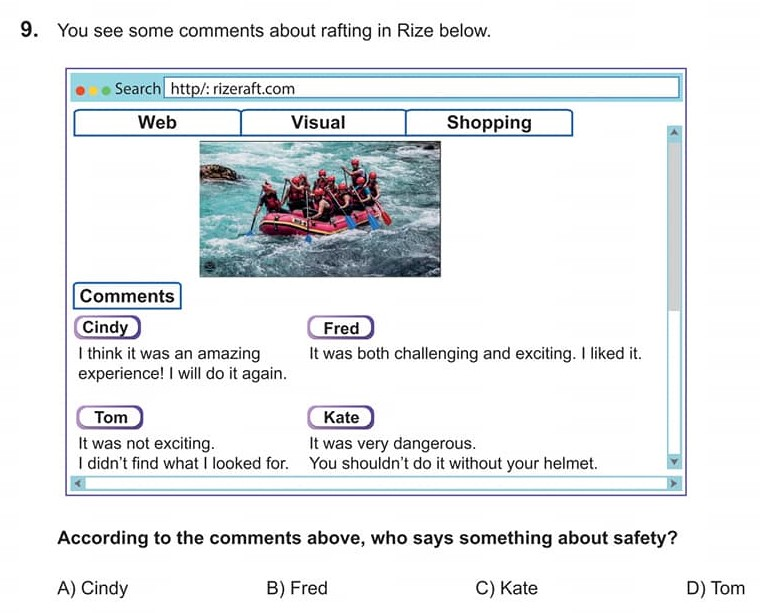 9. You see some comments about rafting in Rize below.
Search http/: rizeraft.com
Web Visual Shopping
Comments
Cindy
I think it was an amazing
experience! I will do it again.
Fred
It was both challenging and exciting. I liked it.
Tom
It was not exciting.
I didn't find what I looked for.
Kate
It was very dangerous.
You shouldn't do it without your helmet.
According to the comments above, who says something about safety?
A) Cindy B) Fred C) Kate D) Tom